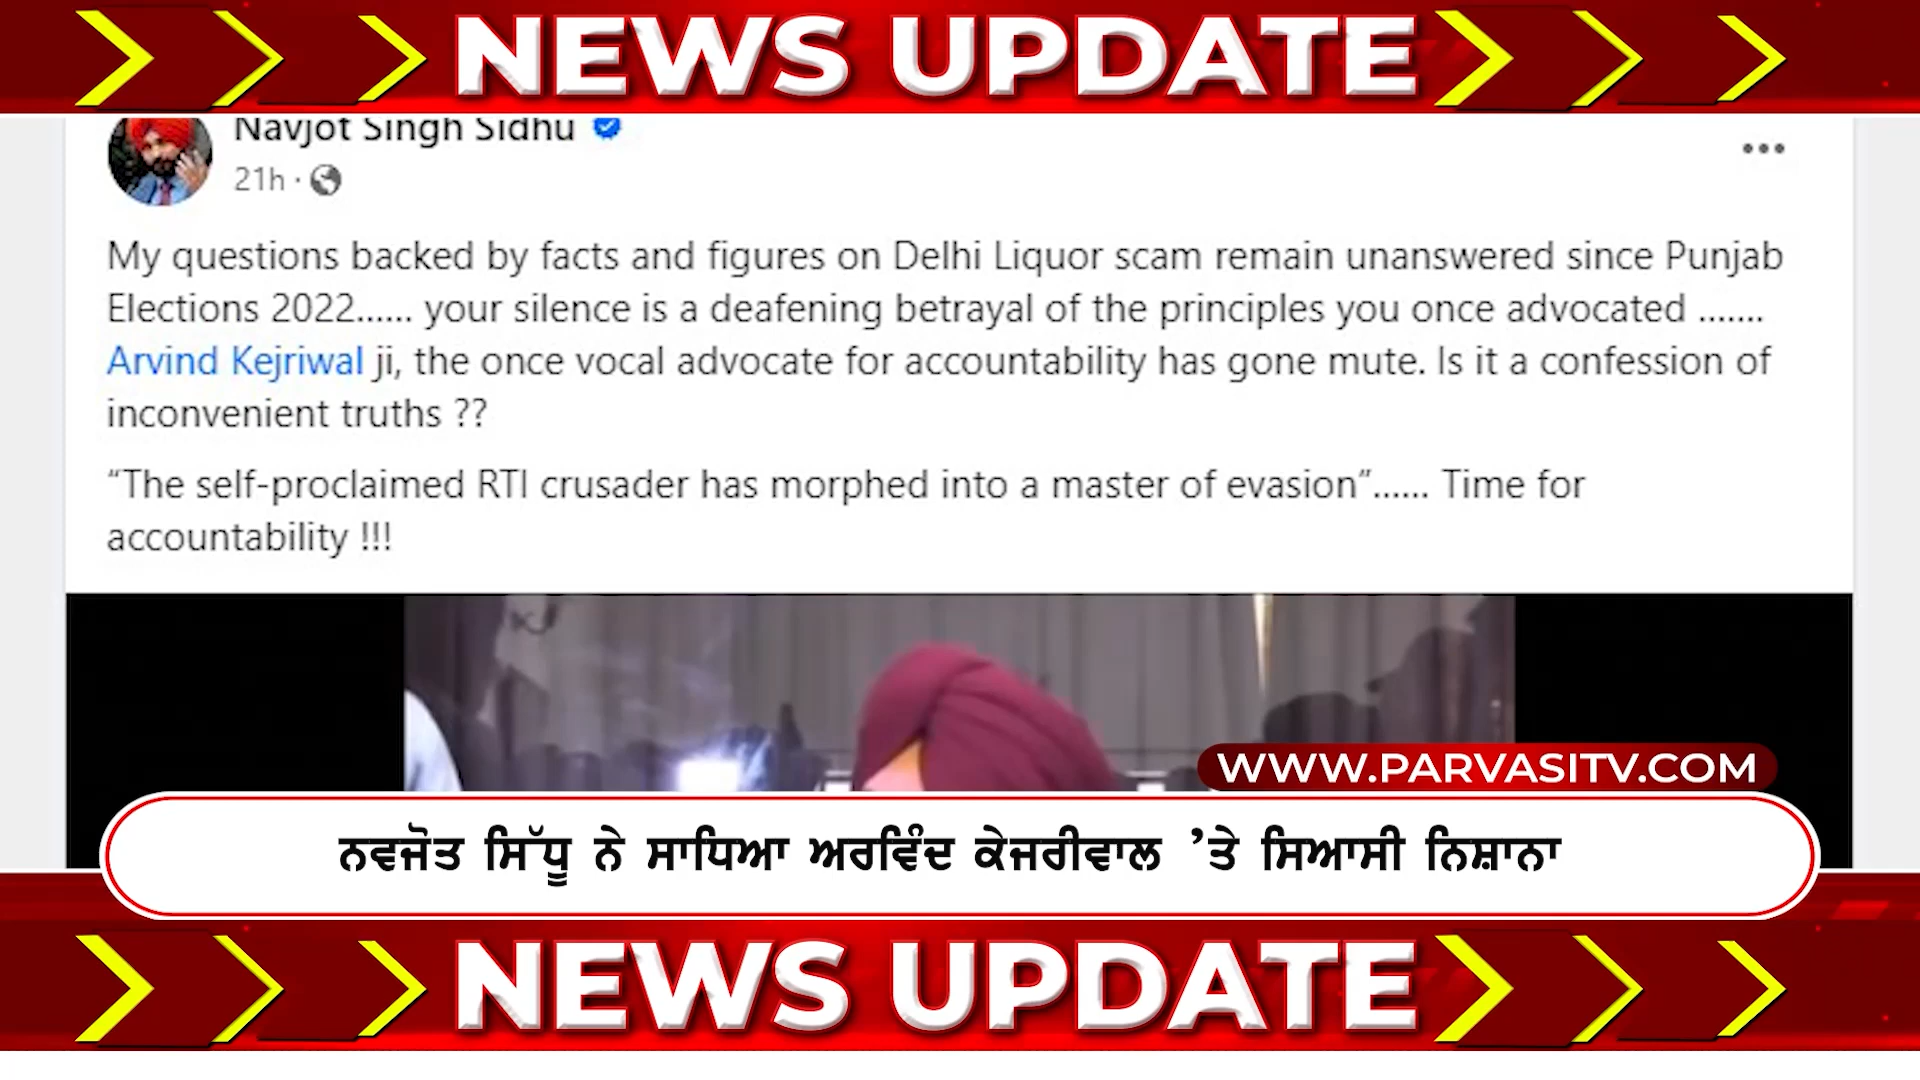 NEWS UPDATE
Navjot Singh Sidhu
21h ·
My questions backed by facts and figures on Delhi Liquor scam remain unanswered since Punjab
Elections 2022...... your silence is a deafening betrayal of the principles you once advocated .......
Arvind Kejriwal ji, the once vocal advocate for accountability has gone mute. Is it a confession of
inconvenient truths ??
“The self-proclaimed RTI crusader has morphed into a master of evasion”...... Time for
accountability !!!
WWW.PARVASITV.COM
ਨਵਜੋਤ ਸਿੱਧੂ ਨੇ ਸਾਧਿਆ ਅਰਵਿੰਦ ਕੇਜਰੀਵਾਲ ’ਤੇ ਸਿਆਸੀ ਨਿਸ਼ਾਨਾ
NEWS UPDATE